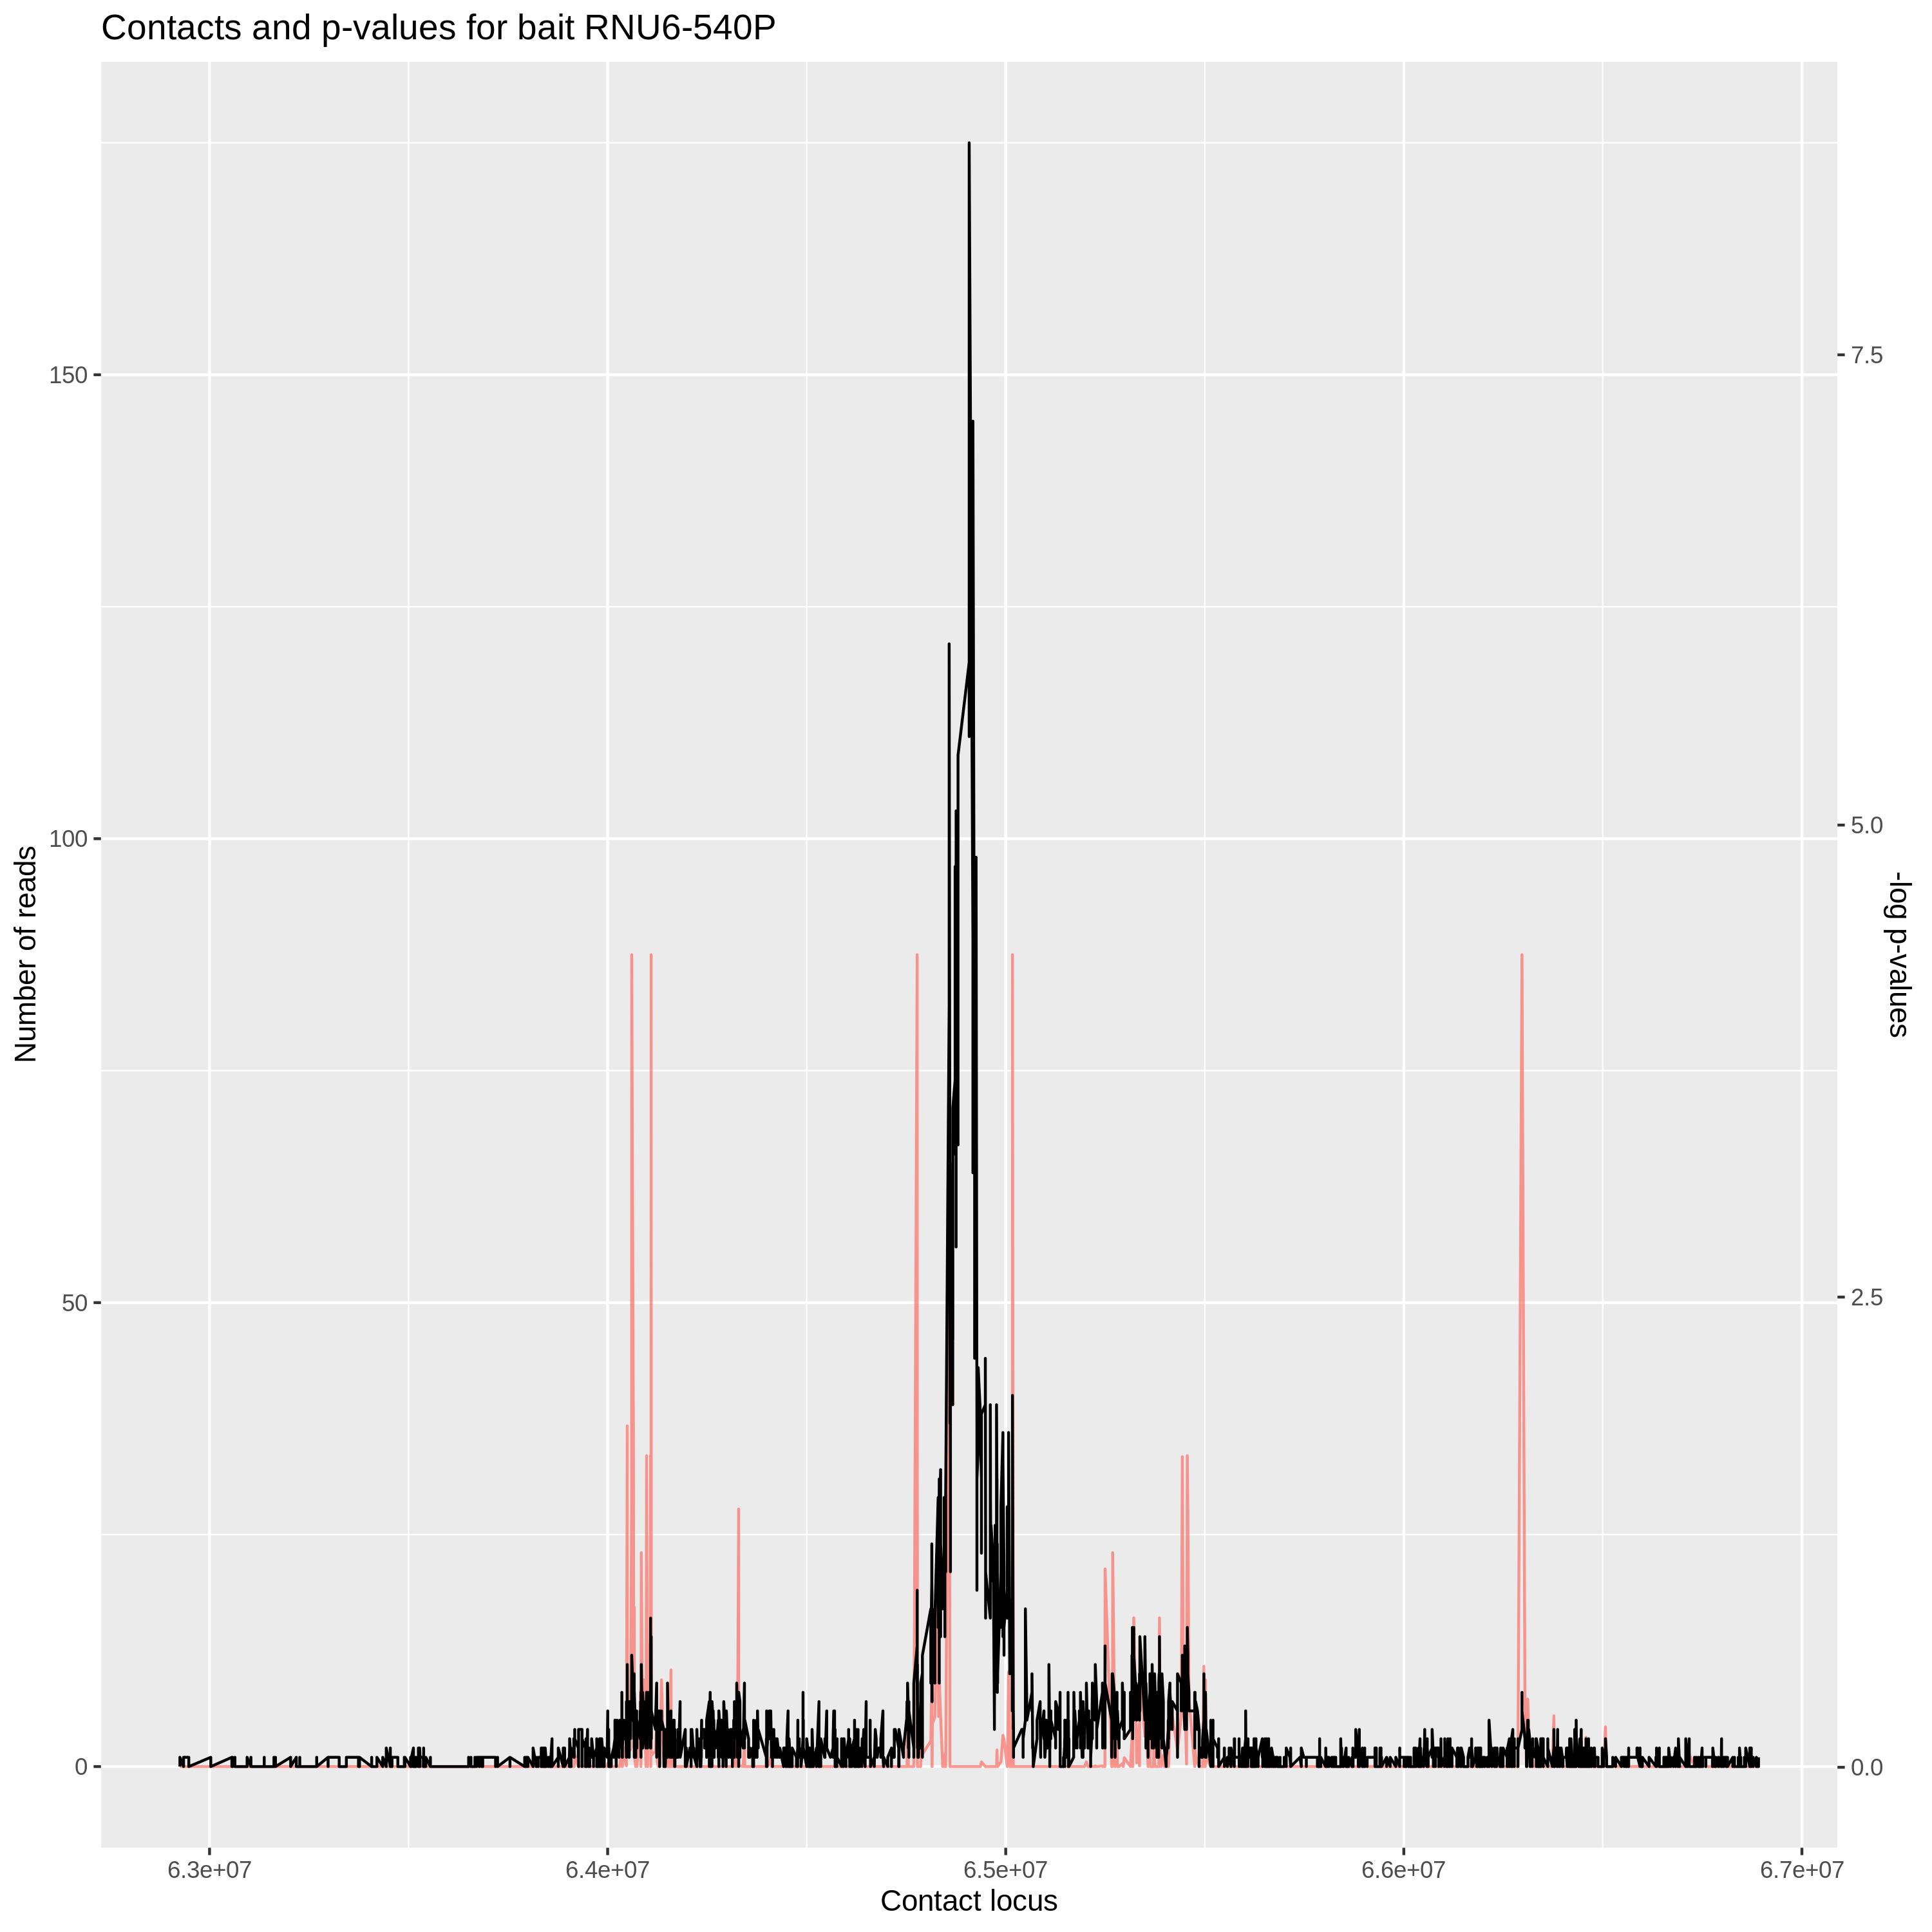 Contacts and p-values for bait RNU6-540P
Number of reads
150
100
50
0
7.5
5.0
2.5
0.0
-log p-values
6.3e+07 6.4e+07 6.5e+07 6.6e+07 6.7e+07
Contact locus